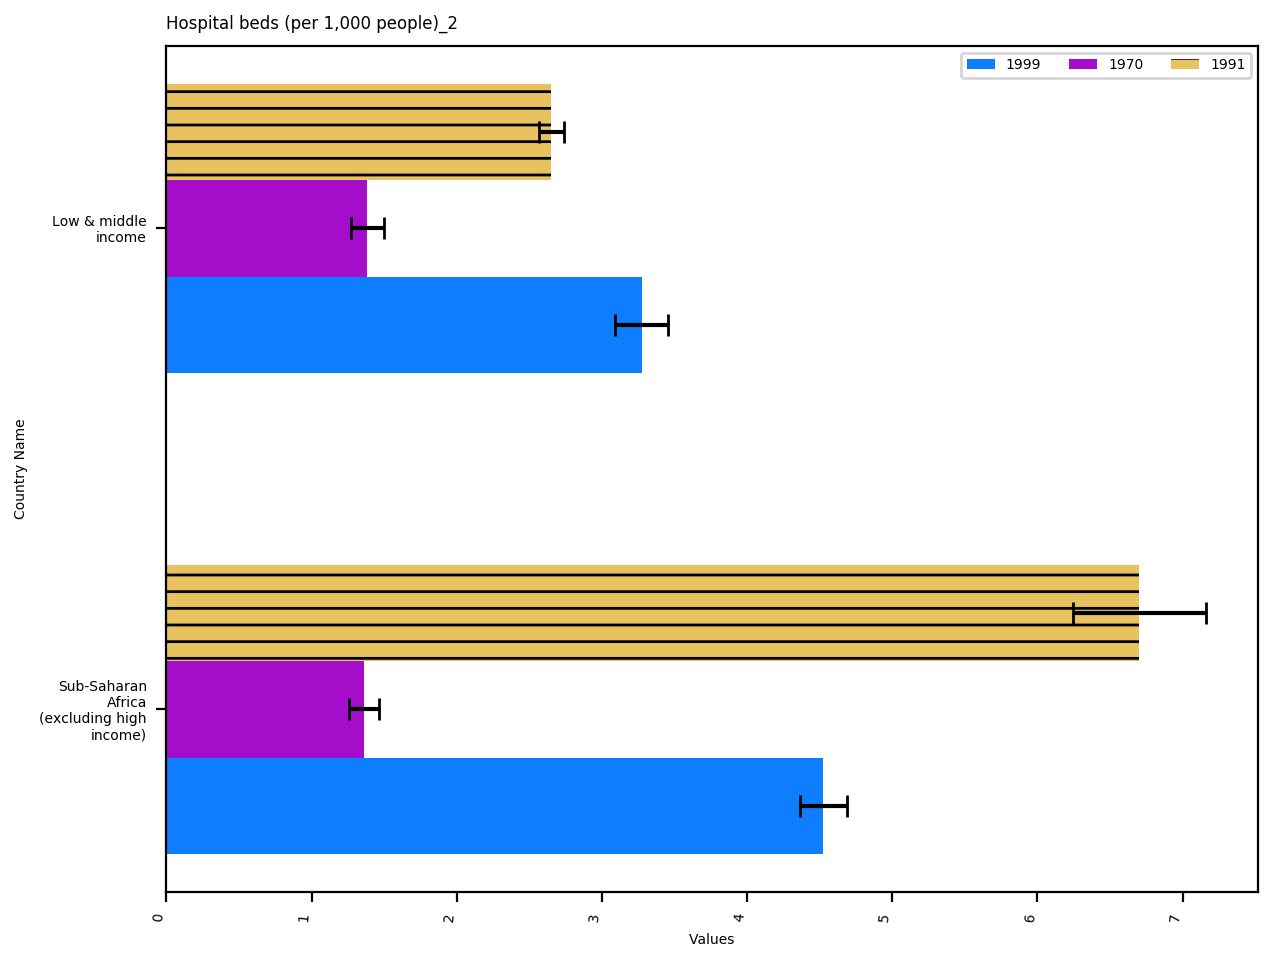 Hospital beds (per 1,000 people)_2
1999
1970
1991
Low & middle
income
Country Name
Sub-Saharan
Africa
(excluding high
income)
0
1
2
3
4
5
6
7
Values